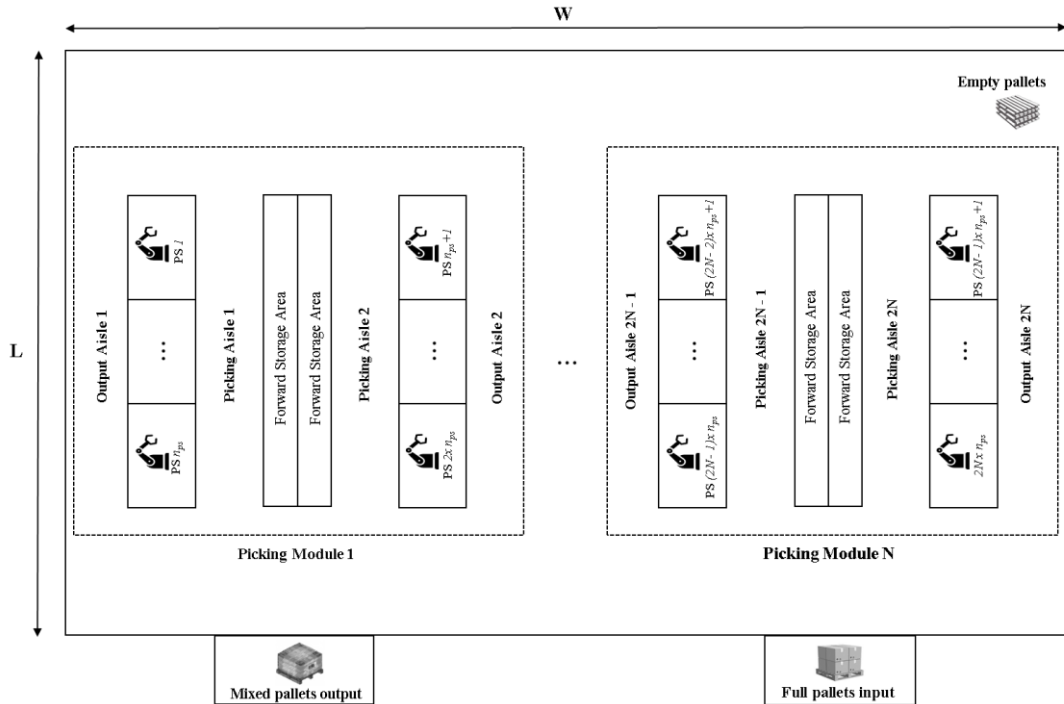 W
L
Empty pallets
Output Aisle 1
PS 1
...
PS n_ps
Picking Aisle 1
Forward Storage Area
Forward Storage Area
Picking Aisle 2
PS n_ps+1
...
PS 2x n_ps
Output Aisle 2
Picking Module 1
...
Output Aisle 2N - 1
PS (2N- 2)x n_ps+1
...
PS (2N- 1)x n_ps
Picking Aisle 2N - 1
Forward Storage Area
Forward Storage Area
Picking Aisle 2N
PS (2N- 1)x n_ps+1
...
2Nx n_ps
Output Aisle 2N
Picking Module N
Mixed pallets output
Full pallets input